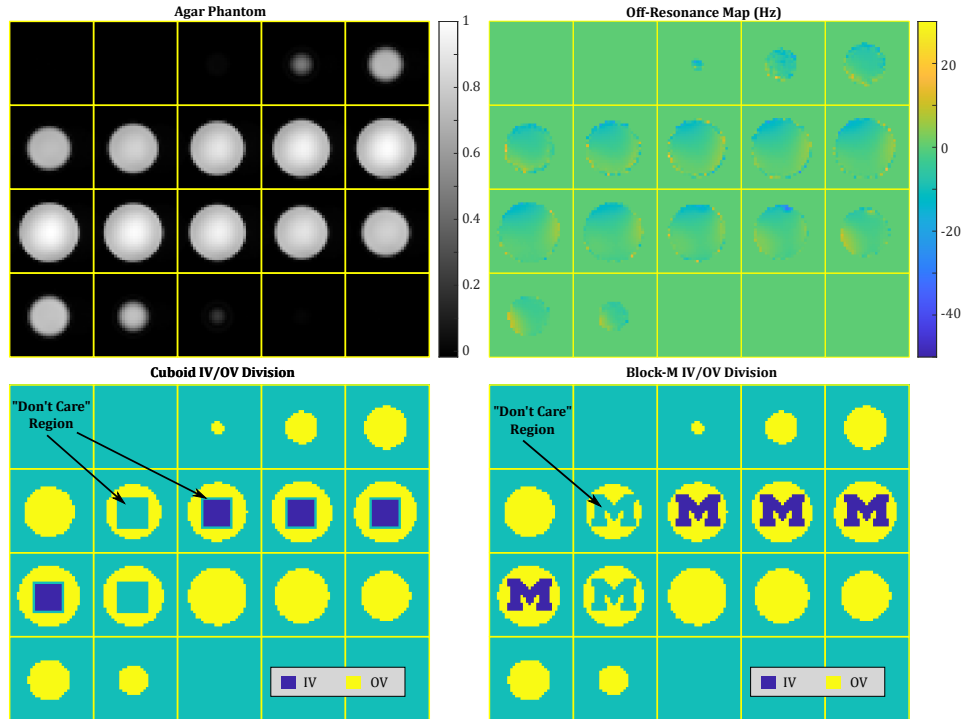 Agar Phantom
Off-Resonance Map (Hz)
1
0.8
0.6
0.4
0.2
0
20
0
-20
-40
Cuboid IV/OV Division
Block-M IV/OV Division
"Don't Care"
Region
"Don't Care"
Region
M M M M
M M
IV OV
IV OV